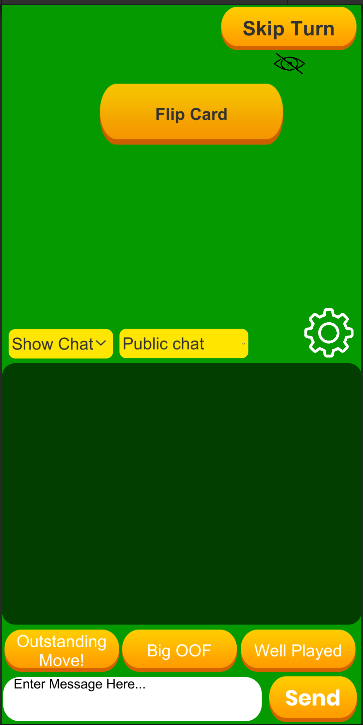 Skip Turn
Flip Card
Show Chat
Public chat
Outstanding
Move!
Big OOF
Well Played
Enter Message Here...
Send